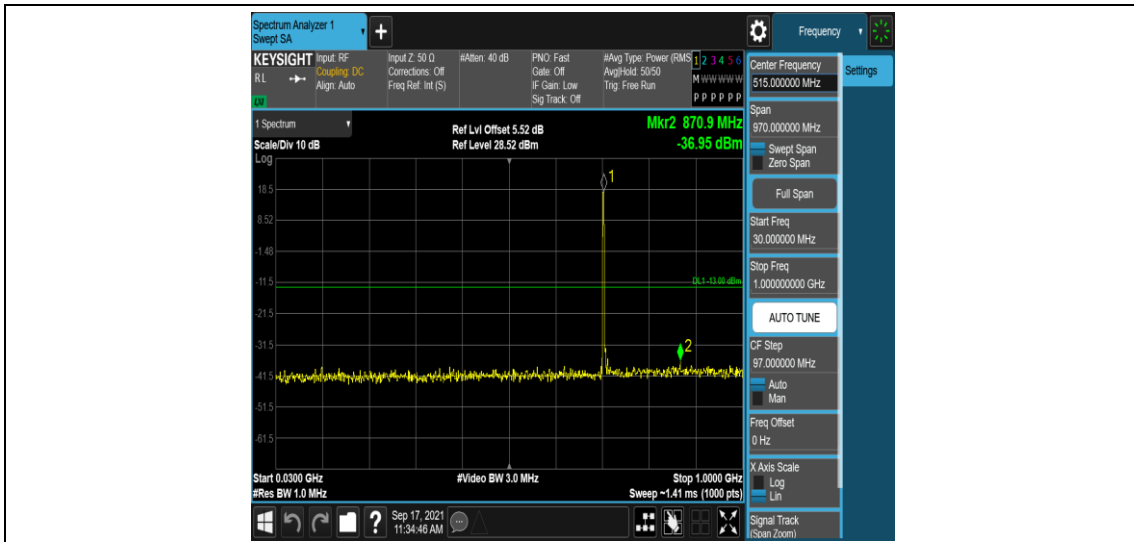 Spectrum Analyzer 1
Swept SA
+
Frequency
KEYSIGHT
RL
LXI
Input: RF
Coupling: DC
Align: Auto
Input Z: 50 Ω
Corrections: Off
Freq Ref: Int (S)
#Atten: 40 dB
PNO: Fast
Gate: Off
IF Gain: Low
Sig Track: Off
#Avg Type: Power (RMS
Avg|Hold: 50/50
Trig: Free Run
1 2 3 4 5 6
M W W W W W
P P P P P P
Center Frequency
515.000000 MHz
Settings
1 Spectrum
Scale/Div 10 dB
Log
Ref Lvl Offset 5.52 dB
Ref Level 28.52 dBm
Mkr2 870.9 MHz
-36.95 dBm
1
18.5
8.52
-1.48
-11.5
DL1 -13.00 dBm
-21.5
-31.5
2
-41.5
-51.5
-61.5
Start 0.0300 GHz
#Res BW 1.0 MHz
#Video BW 3.0 MHz
Stop 1.0000 GHz
Sweep ~1.41 ms (1000 pts)
Span
970.000000 MHz
Swept Span
Zero Span
Full Span
Start Freq
30.000000 MHz
Stop Freq
1.000000000 GHz
AUTO TUNE
CF Step
97.000000 MHz
Auto
Man
Freq Offset
0 Hz
X Axis Scale
Log
Lin
Signal Track
(Span Zoom)
?
Sep 17, 2021
11:34:46 AM